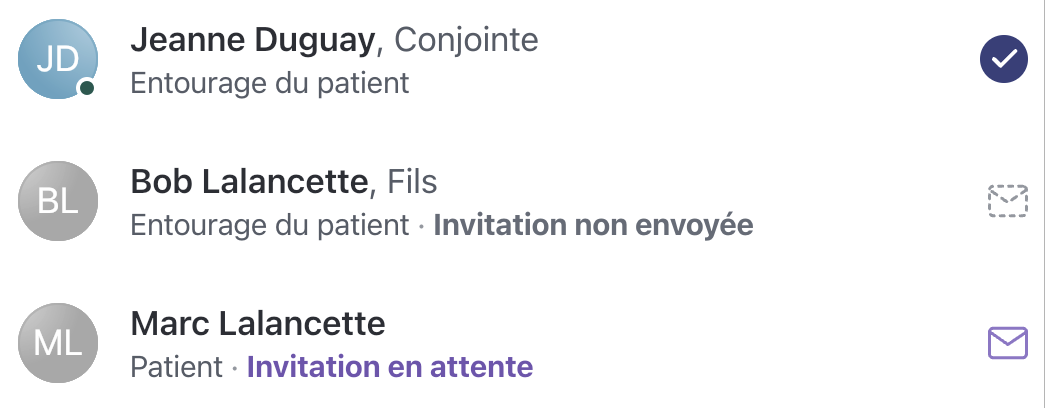 JD
Jeanne Duguay, Conjointe
Entourage du patient
BL
Bob Lalancette, Fils
Entourage du patient · Invitation non envoyée
ML
Marc Lalancette
Patient · Invitation en attente